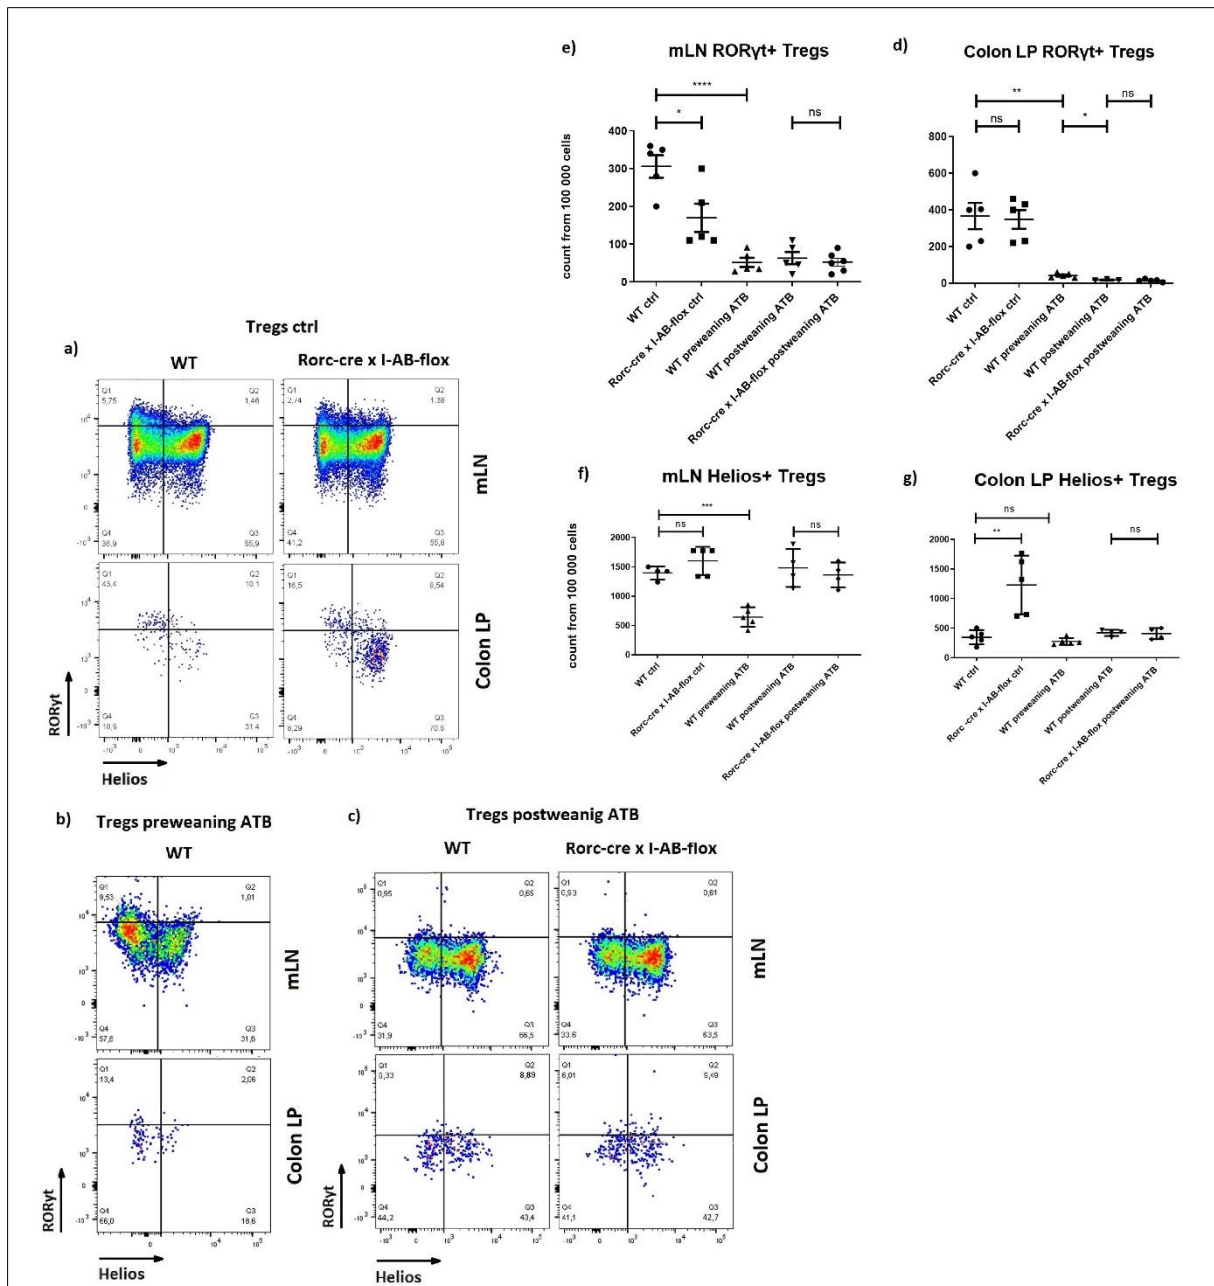 e)
mLN RORγt+ Tregs
****
*
ns
count from 100 000 cells
400
300
200
100
0
WT ctrl
Rorc-cre x I-AB-flox ctrl
WT preweaning ATB
WT postweaning ATB
Rorc-cre x I-AB-flox postweaning ATB
d)
Colon LP RORγt+ Tregs
ns
**
ns
*
800
600
400
200
0
WT ctrl
Rorc-cre x I-AB-flox ctrl
WT preweaning ATB
WT postweaning ATB
Rorc-cre x I-AB-flox postweaning ATB
Tregs ctrl
a)
WT
Rorc-cre x I-AB-flox
Q1
5,75
Q2
1,46
Q4
36,9
Q3
55,9
Q1
2,74
Q2
1,38
Q4
41,2
Q3
55,8
mLN
Q1
43,4
Q2
10,1
Q4
Q3
31,4
Q1
16,5
Q2
8,54
Q4
Q3
Colon LP
RORγt
Helios
f)
mLN Helios+ Tregs
***
ns
ns
count from 100 000 cells
2000
1500
1000
500
0
WT ctrl
Rorc-cre x I-AB-flox ctrl
WT preweaning ATB
WT postweaning ATB
Rorc-cre x I-AB-flox postweaning ATB
g)
Colon LP Helios+ Tregs
ns
**
ns
2000
1500
1000
500
0
WT ctrl
Rorc -cre x I-AB-flox ctrl
WT preweaning ATB
WT postweaning ATB
Rorc-cre x I-AB-flox postweaning ATB
b)
Tregs preweaning ATB
WT
Q1
9,53
Q2
1,01
Q4
Q3
mLN
Q1
13,4
Q2
2,06
Q4
66,0
Q3
18,6
Colon LP
RORγt
Helios
c)
Tregs postweanig ATB
WT
Rorc-cre x I-AB-flox
Q1
0,95
Q2
0,65
Q4
31,9
Q3
66,5
Q1
0,93
Q2
0,61
Q4
33,6
Q3
63,5
mLN
Q1
Q2
8,89
Q4
44,2
Q3
43,4
Q1
6,01
Q2
9,49
Q4
41,1
Q3
42,7
Colon LP
RORγt
Helios